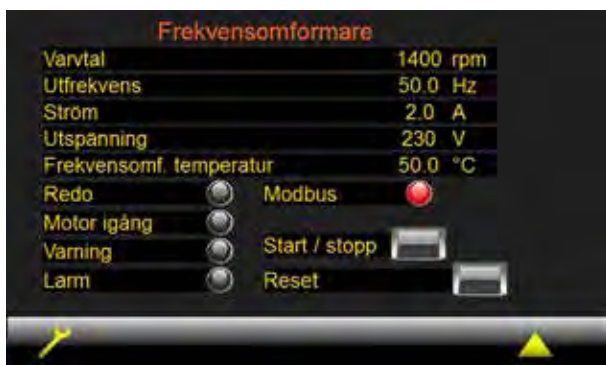 Frekvensomformare
Varvtal 1400 rpm
Utfrekvens 50.0 Hz
Ström 2.0 A
Utspänning 230 V
Frekvensomf. temperatur 50.0 °C
Redo Modbus
Motor igång
Varning Start / stopp
Larm Reset